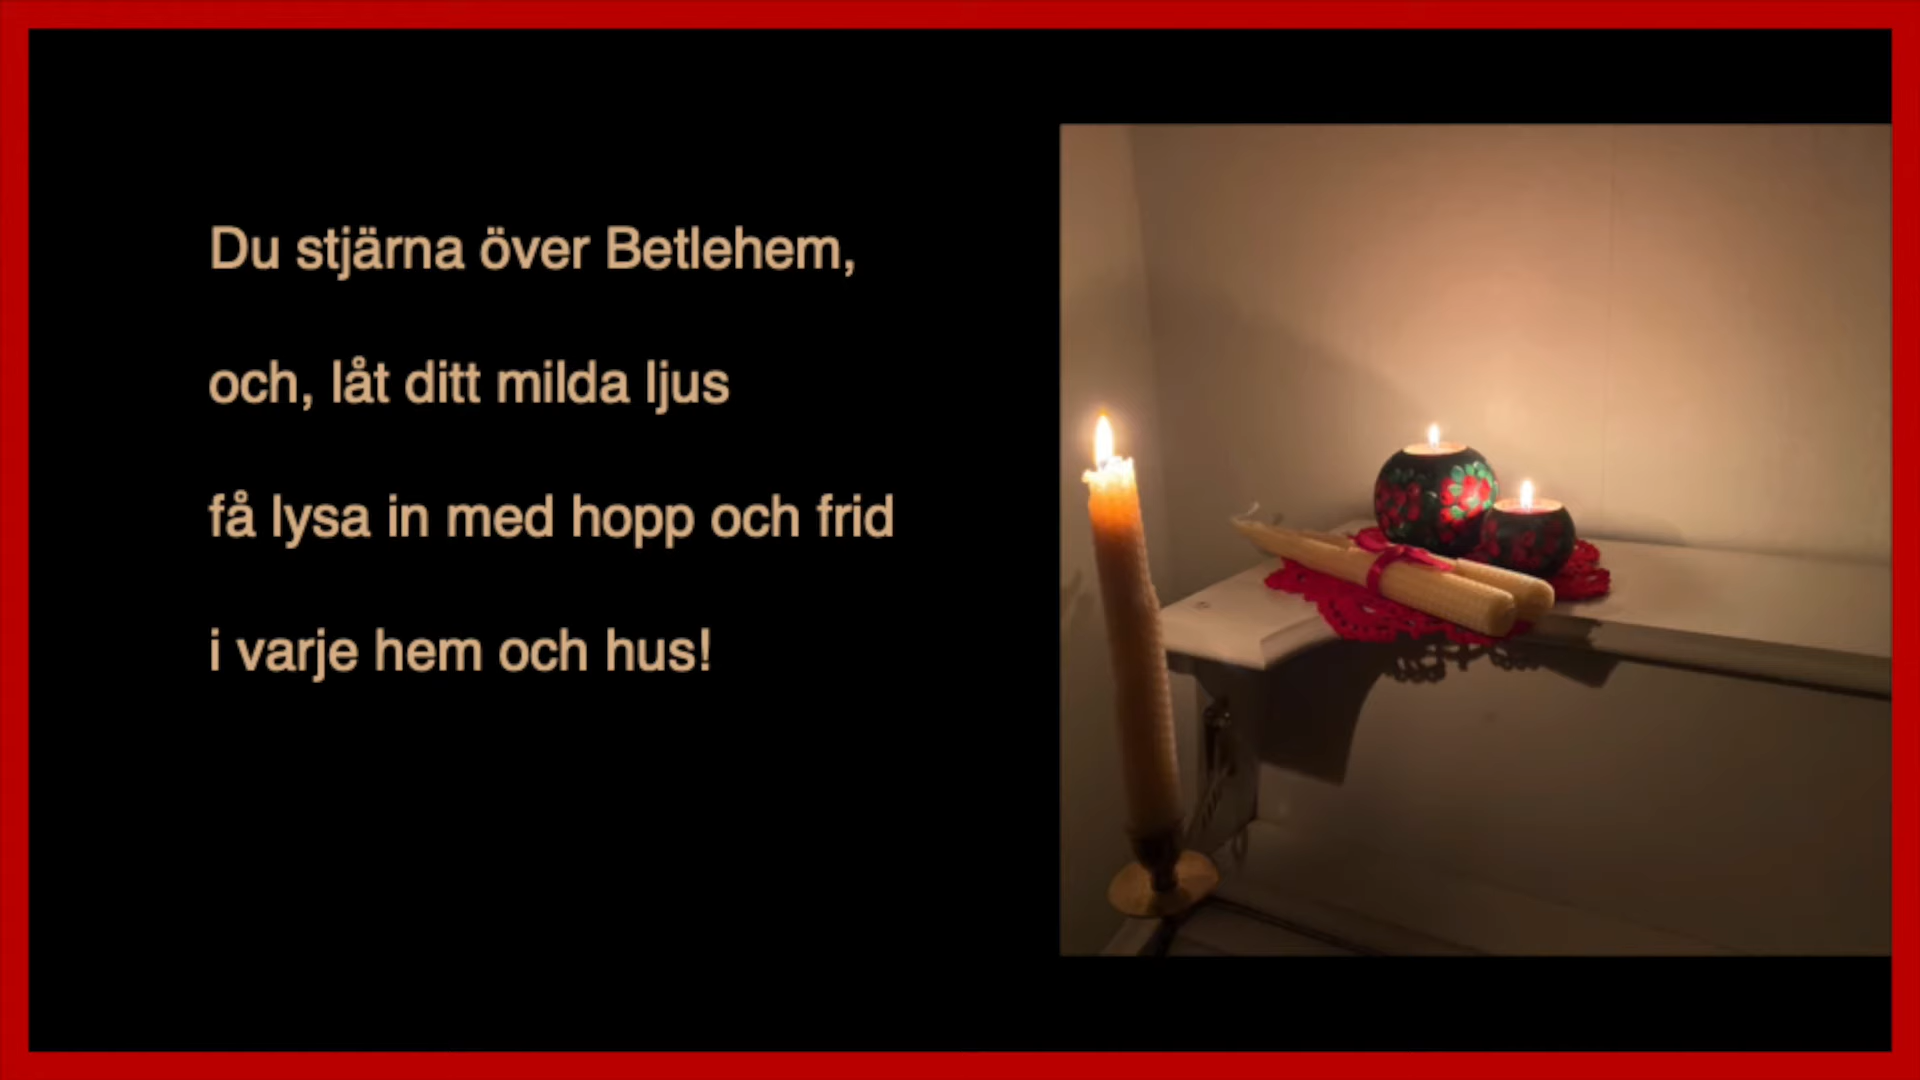 Du stjärna över Betlehem,
och, låt ditt milda ljus
få lysa in med hopp och frid
i varje hem och hus!